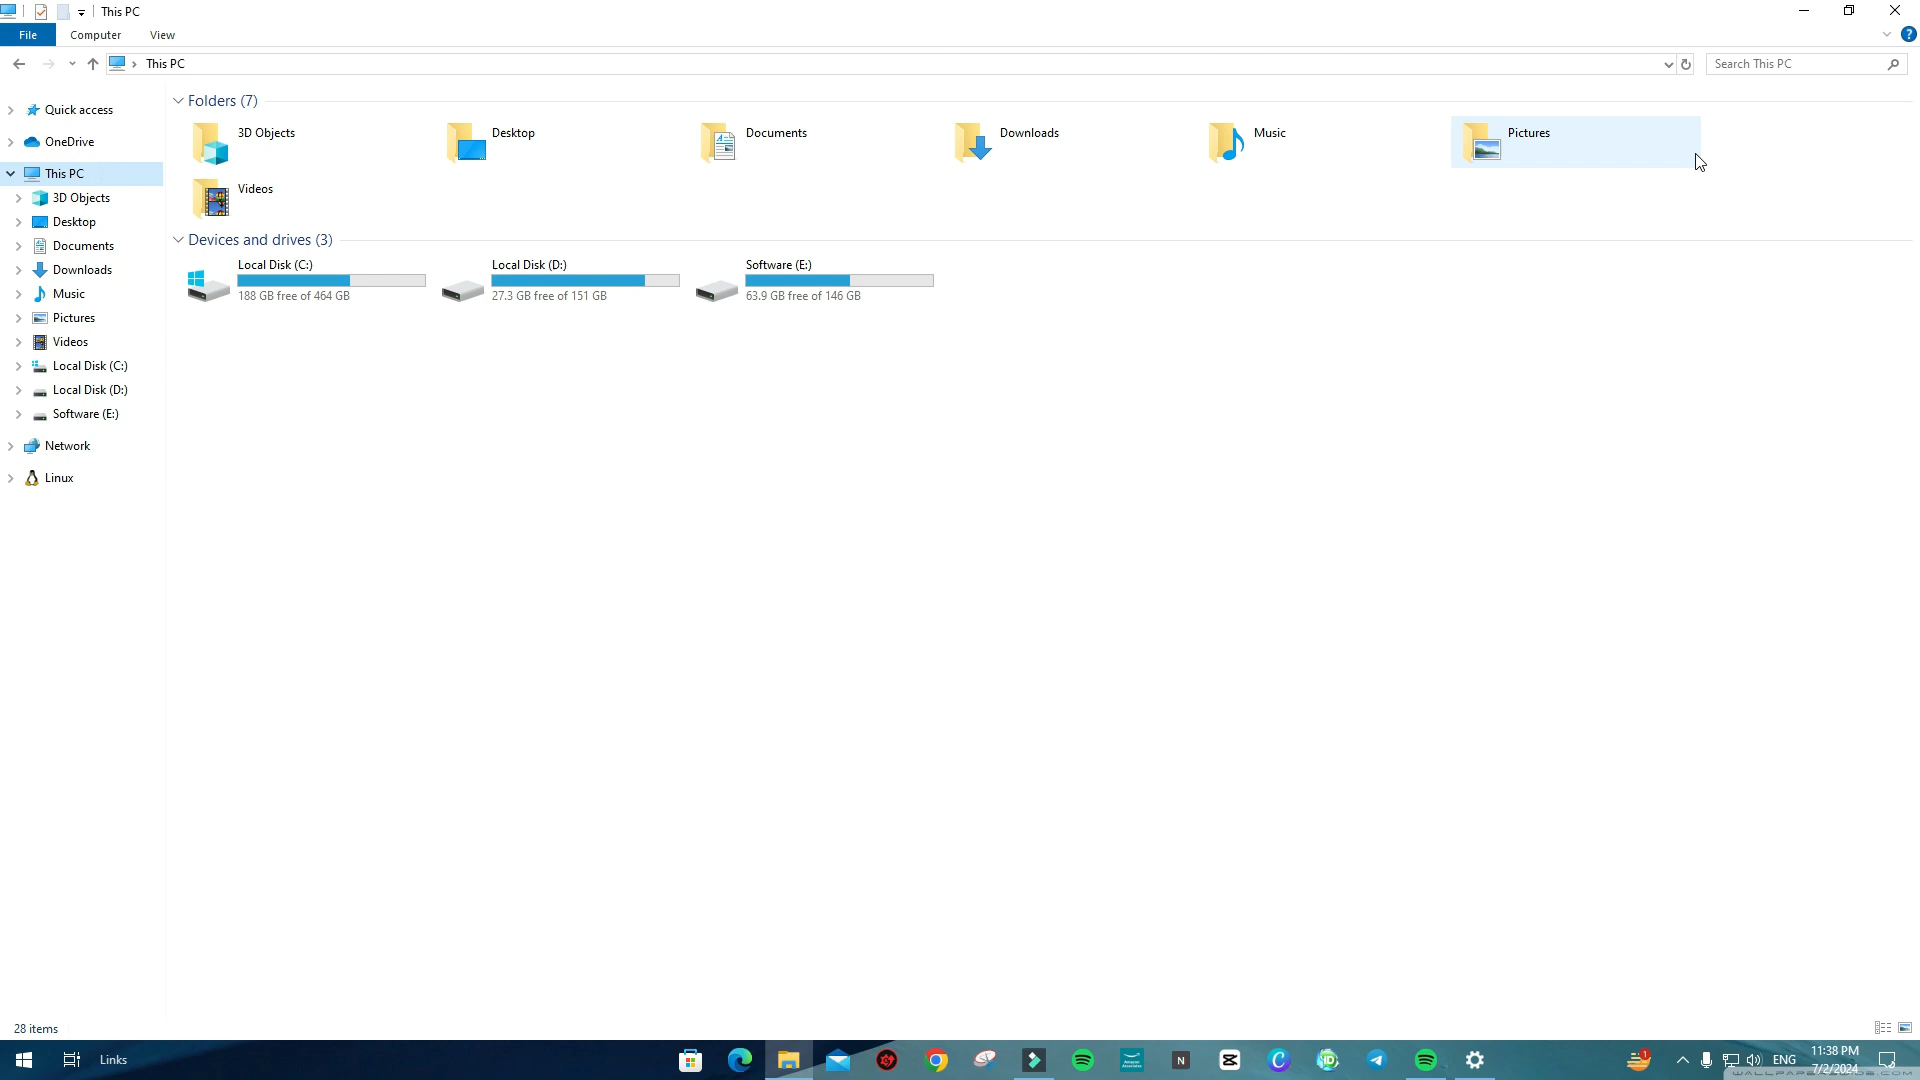 This PC
File Computer View
This PC
Search This PC
Quick access
OneDrive
This PC
3D Objects
Desktop
Documents
Downloads
Music
Pictures
Videos
Local Disk (C:)
Local Disk (D:)
Software (E:)
Network
Linux
Folders (7)
3D Objects
Desktop
Documents
Downloads
Music
Pictures
Videos
Devices and drives (3)
Local Disk (C:)
188 GB free of 464 GB
Local Disk (D:)
27.3 GB free of 151 GB
Software (E:)
63.9 GB free of 146 GB
28 items
Links
ENG
11:38 PM
7/2/2024